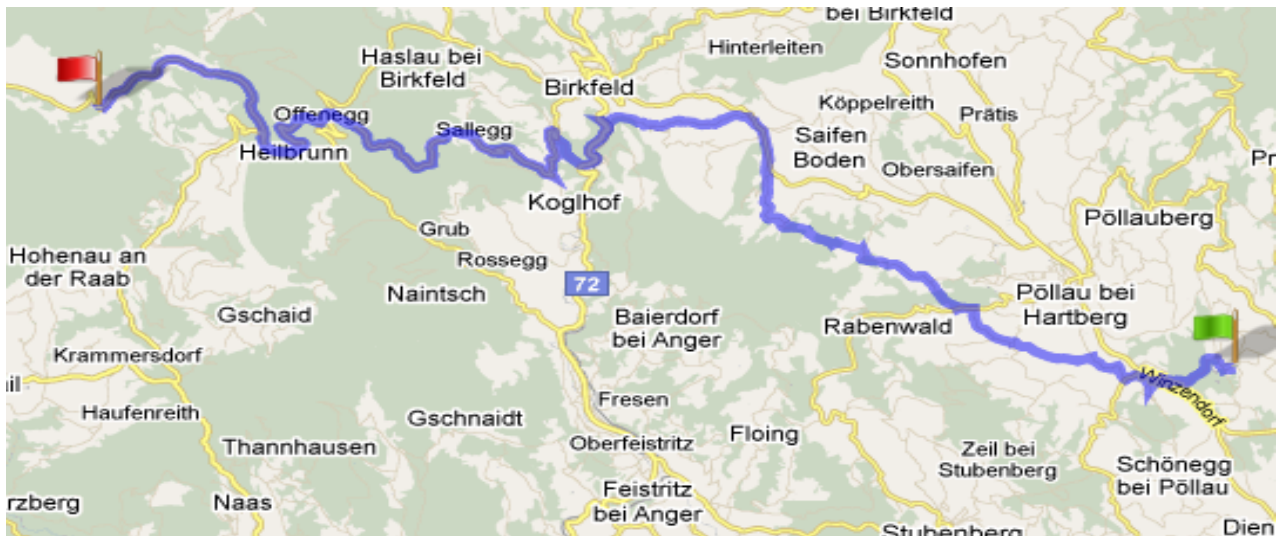 bei Birkfeld
Hinterleiten
Haslau bei
Birkfeld
Sonnhofen
Birkfeld
Köppelreith
Prätis
Offenegg
Sallegg
Saifen
Boden
Heilbrunn
Obersaifen
Koglhof
Pöllauberg
Grub
Hohenau an
der Raab
Rossegg
72
Naintsch
Pöllau bei
Hartberg
Gschaid
Baierdorf
bei Anger
Rabenwald
Krammersdorf
Winzendorf
Haufenreith
Gschnaidt
Fresen
Floing
Thannhausen
Oberfeistritz
Zeil bei
Stubenberg
Schönegg
bei Pöllau
Naas
Feistritz
bei Anger
Stubenberg